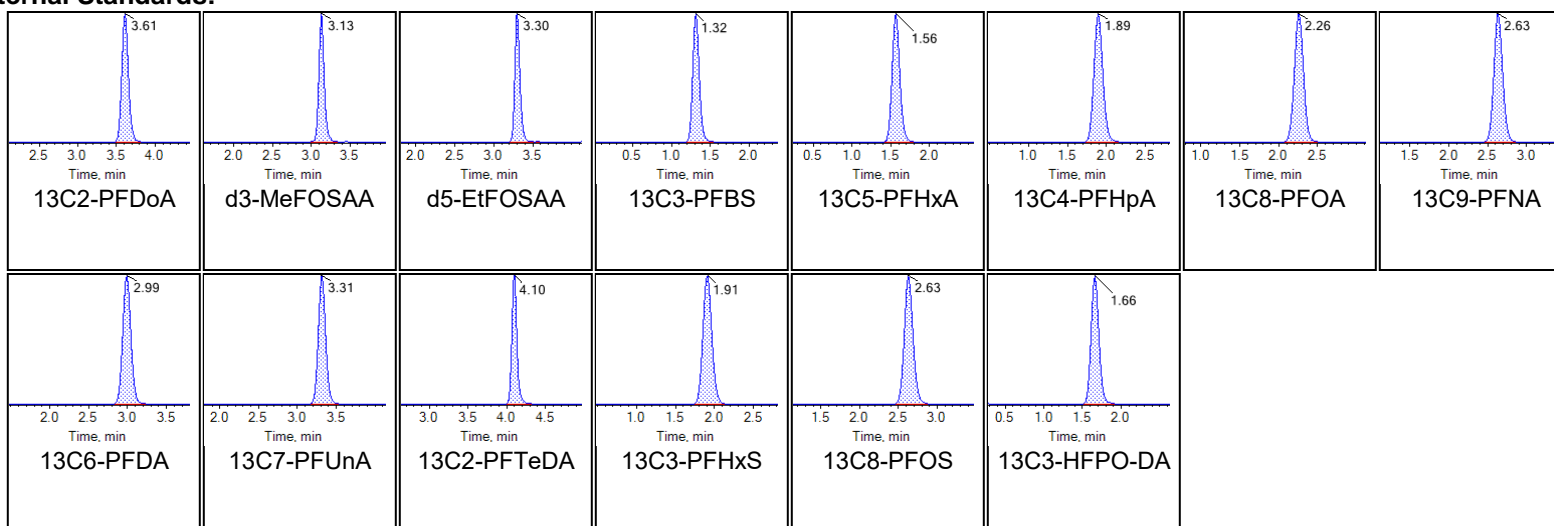 ternal Standards:
3.61 3.13 3.30 1.32 1.56 1.89 2.26 2.63
2.5 3.0 3.5 4.0 2.0 2.5 3.0 3.5 2.0 2.5 3.0 3.5 0.5 1.0 1.5 2.0 0.5 1.0 1.5 2.0 1.0 1.5 2.0 2.5 1.0 1.5 2.0 2.5 1.5 2.0 2.5 3.0
Time, min Time, min Time, min Time, min Time, min Time, min Time, min Time, min
13C2-PFDoA d3-MeFOSAA d5-EtFOSAA 13C3-PFBS 13C5-PFHxA 13C4-PFHpA 13C8-PFOA 13C9-PFNA
2.99 3.31 4.10 1.91 2.63 1.66
2.0 2.5 3.0 3.5 2.0 2.5 3.0 3.5 3.0 3.5 4.0 4.5 1.0 1.5 2.0 2.5 1.5 2.0 2.5 3.0 0.5 1.0 1.5 2.0
Time, min Time, min Time, min Time, min Time, min Time, min
13C6-PFDA 13C7-PFUnA 13C2-PFTeDA 13C3-PFHxS 13C8-PFOS 13C3-HFPO-DA